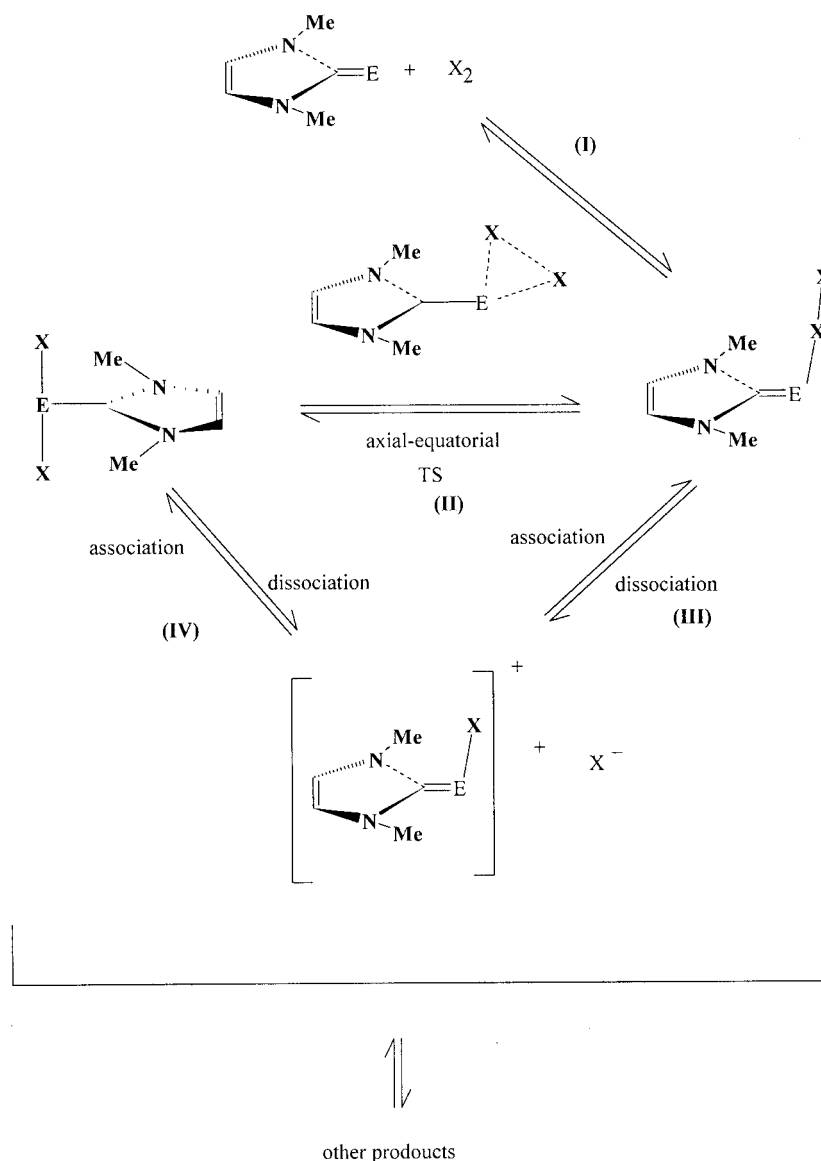 Me
N
E + X2
N
Me
(I)
Me
X
N
X
E
N
Me
X
X
Me
N
E
N
Me
X
X
X
Me
N
E
N
Me
axial-equatorial
TS
(II)
association
dissociation
(IV)
association
dissociation
(III)
+
X
Me
N
E
N
Me
+ X −
other prodoucts